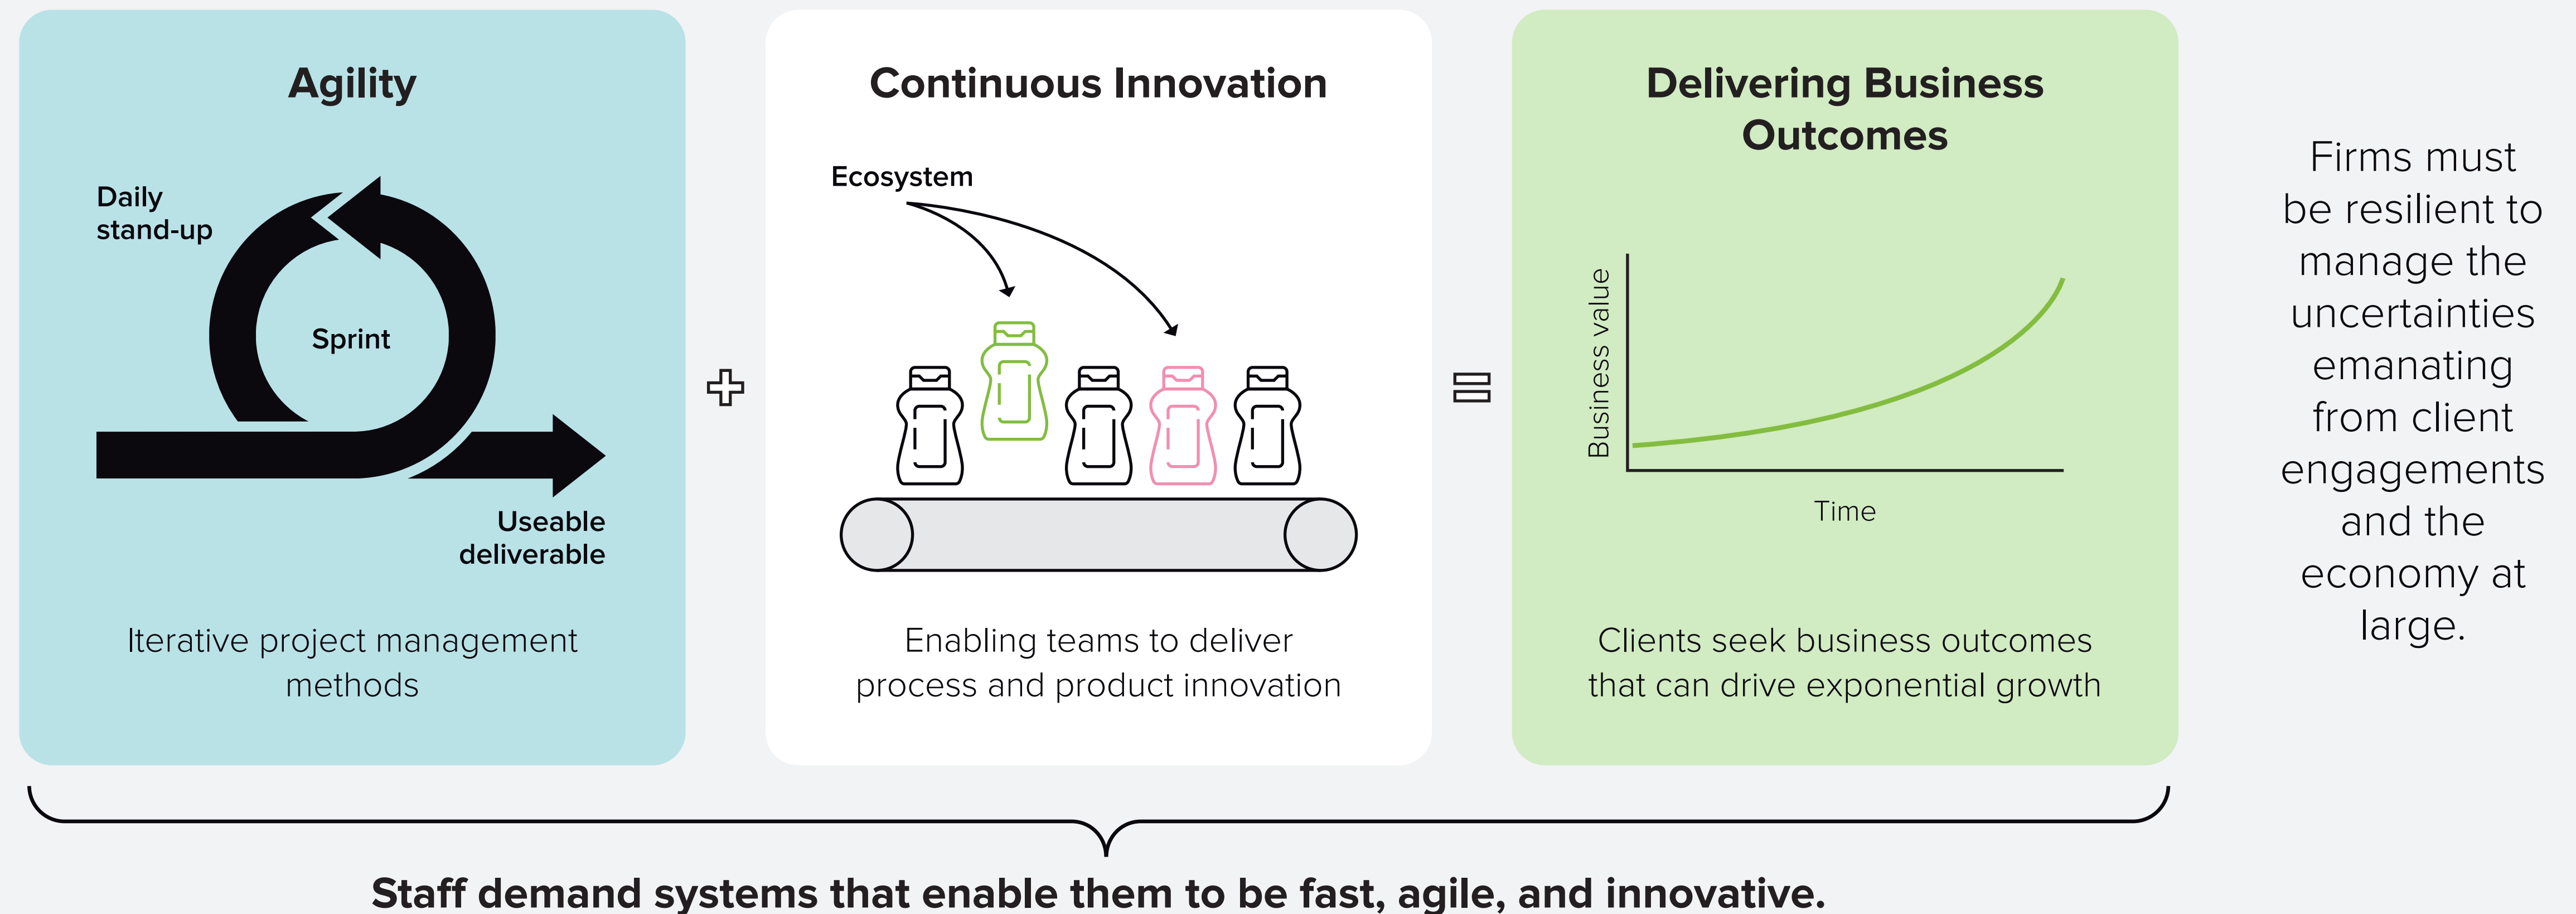 Agility
Daily
stand-up
Sprint
Useable
deliverable
Iterative project management
methods
Continuous Innovation
Ecosystem
Enabling teams to deliver
process and product innovation
Delivering Business
Outcomes
Business value
Time
Clients seek business outcomes
that can drive exponential growth
Firms must
be resilient to
manage the
uncertainties
emanating
from client
engagements
and the
economy at
large.
Staff demand systems that enable them to be fast, agile, and innovative.